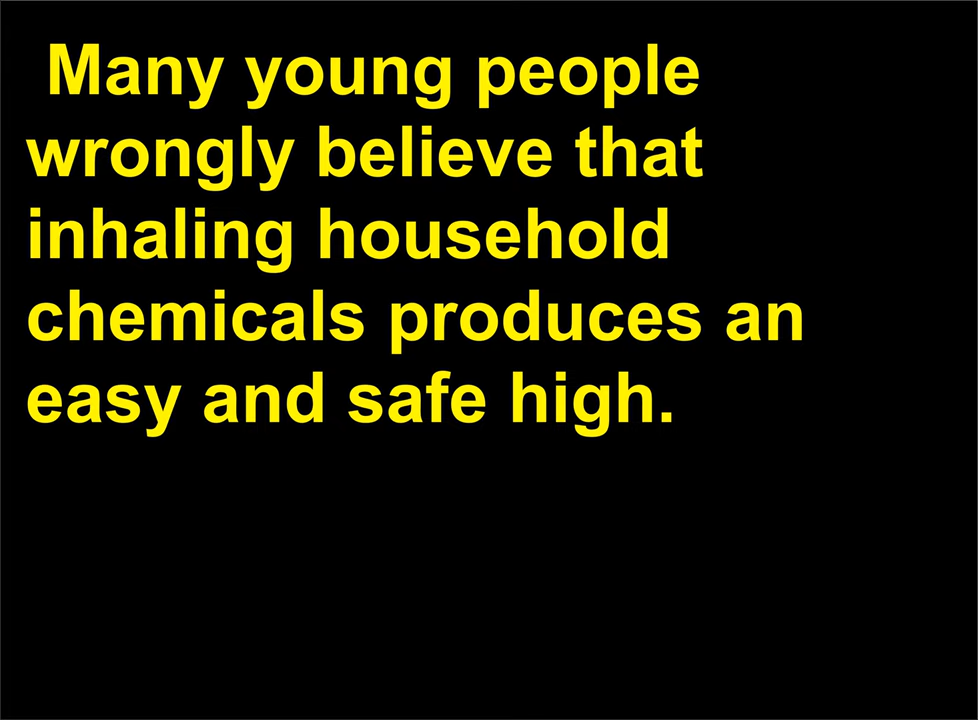 Many young people
wrongly believe that
inhaling household
chemicals produces an
easy and safe high.